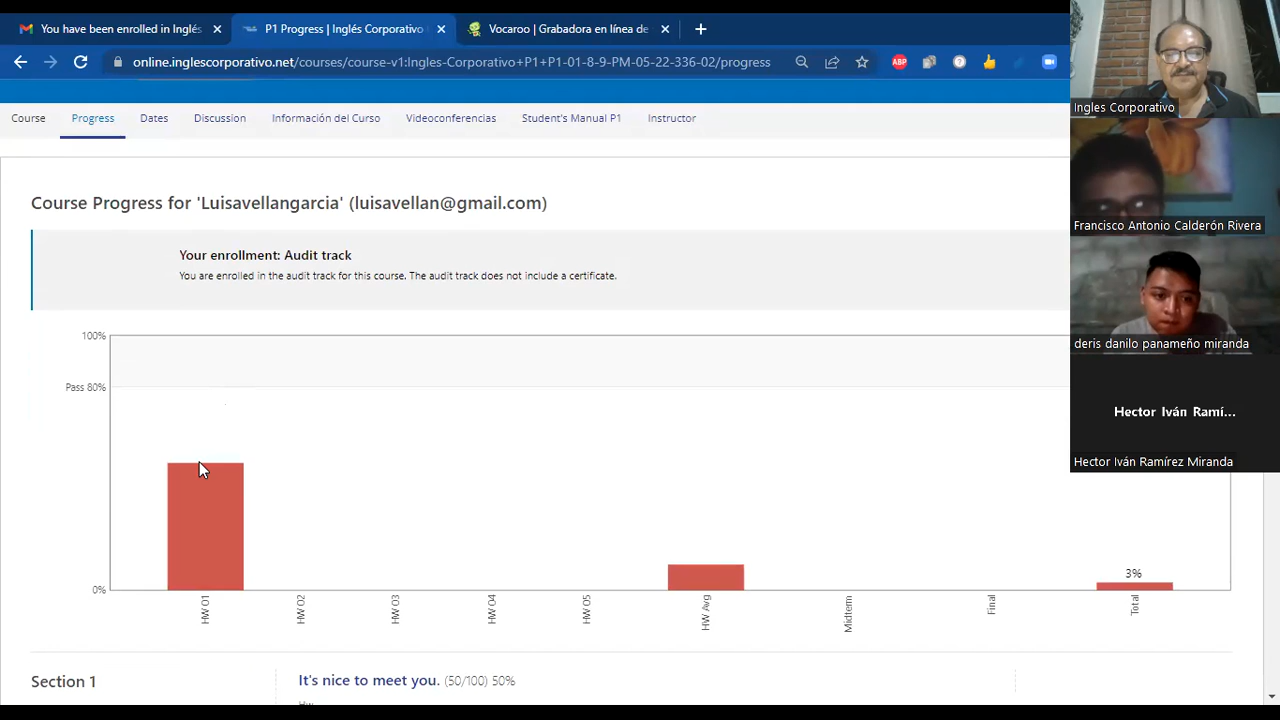 You have been enrolled in Inglés
P1 Progress | Inglés Corporativo
Vocaroo | Grabadora en línea de
online.inglescorporativo.net/courses/course-v1:Ingles-Corporativo+P1+P1-01-8-9-PM-05-22-336-02/progress
ABP
Course
Progress
Dates
Discussion
Información del Curso
Videoconferencias
Student's Manual P1
Instructor
Course Progress for 'Luisavellangarcia' (luisavellan@gmail.com)
Your enrollment: Audit track
You are enrolled in the audit track for this course. The audit track does not include a certificate.
100%
Pass 80%
0%
3%
HW 01
HW 02
HW 03
HW 04
HW 05
HW Avg
Midterm
Final
Total
Section 1
It's nice to meet you. (50/100) 50%
Ingles Corporativo
Francisco Antonio Calderón Rivera
deris danilo panameño miranda
Hector Iván Ramí...
Hector Iván Ramírez Miranda